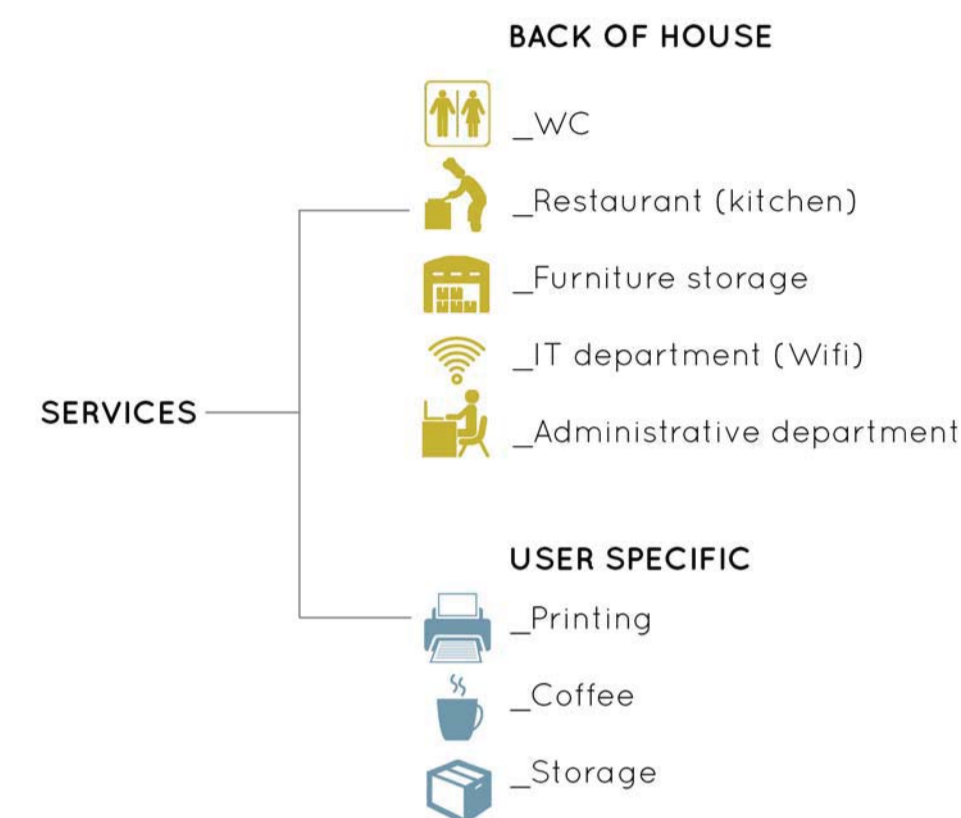 BACK OF HOUSE
_WC
_Restaurant (kitchen)
_Furniture storage
_IT department (Wifi)
SERVICES
_Administrative department
USER SPECIFIC
_Printing
_Coffee
_Storage